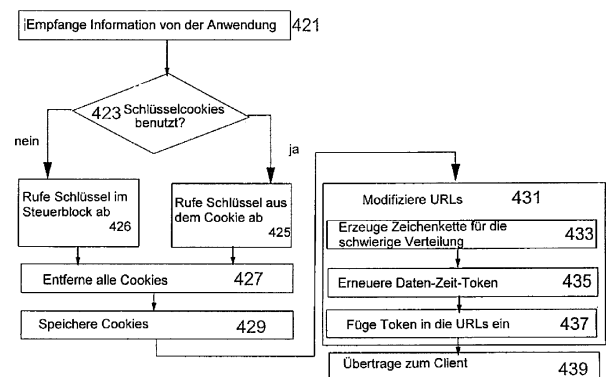 Empfange Information von der Anwendung 421
423 Schlüsselcookies
benutzt?
nein
ja
Rufe Schlüssel im
Steuerblock ab
426
Rufe Schlüssel aus
dem Cookie ab
425
Entferne alle Cookies 427
Speichere Cookies 429
Modifiziere URLs 431
Erzeuge Zeichenkette für die
schwierige Verteilung 433
Erneuere Daten-Zeit-Token 435
Füge Token in die URLs ein 437
Übertrage zum Client 439